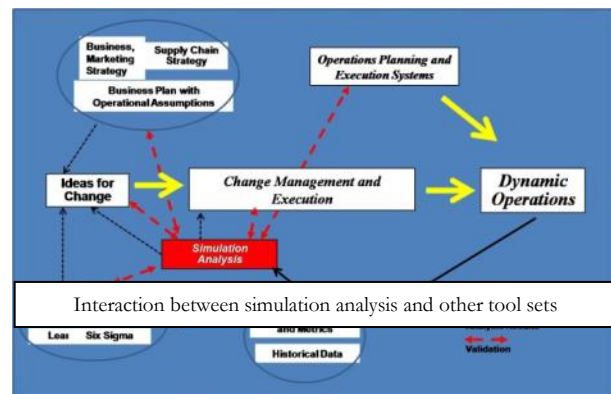 Business,
Marketing
Strategy
Supply Chain
Strategy
Business Plan with
Operational Assumptions
Operations Planning and
Execution Systems
Ideas for
Change
Change Management and
Execution
Dynamic
Operations
Simulation
Analysis
Interaction between simulation analysis and other tool sets
Six Sigma
and Metrics
Historical Data
Validation